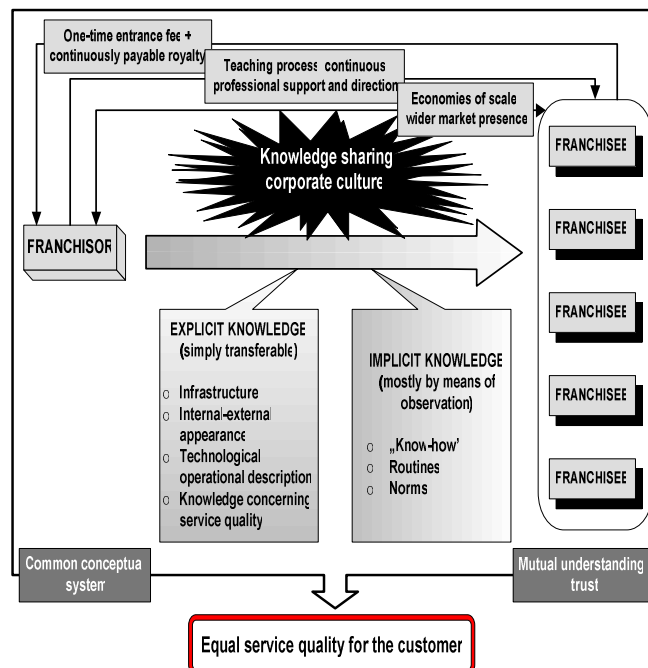 One-time entrance fee +
continuously payable royalty
Teaching process continuous
professional support and direction
Economies of scale
wider market presence
Knowledge sharing
corporate culture
FRANCHISOR
FRANCHISEE
FRANCHISEE
FRANCHISEE
FRANCHISEE
FRANCHISEE
EXPLICIT KNOWLEDGE
(simply transferable)
○ Infrastructure
○ Internal-external
appearance
○ Technological
operational description
○ Knowledge concerning
service quality
IMPLICIT KNOWLEDGE
(mostly by means of
observation)
○ „Know-how’
○ Routines
○ Norms
Common conceptua
system
Mutual understanding
trust
Equal service quality for the customer